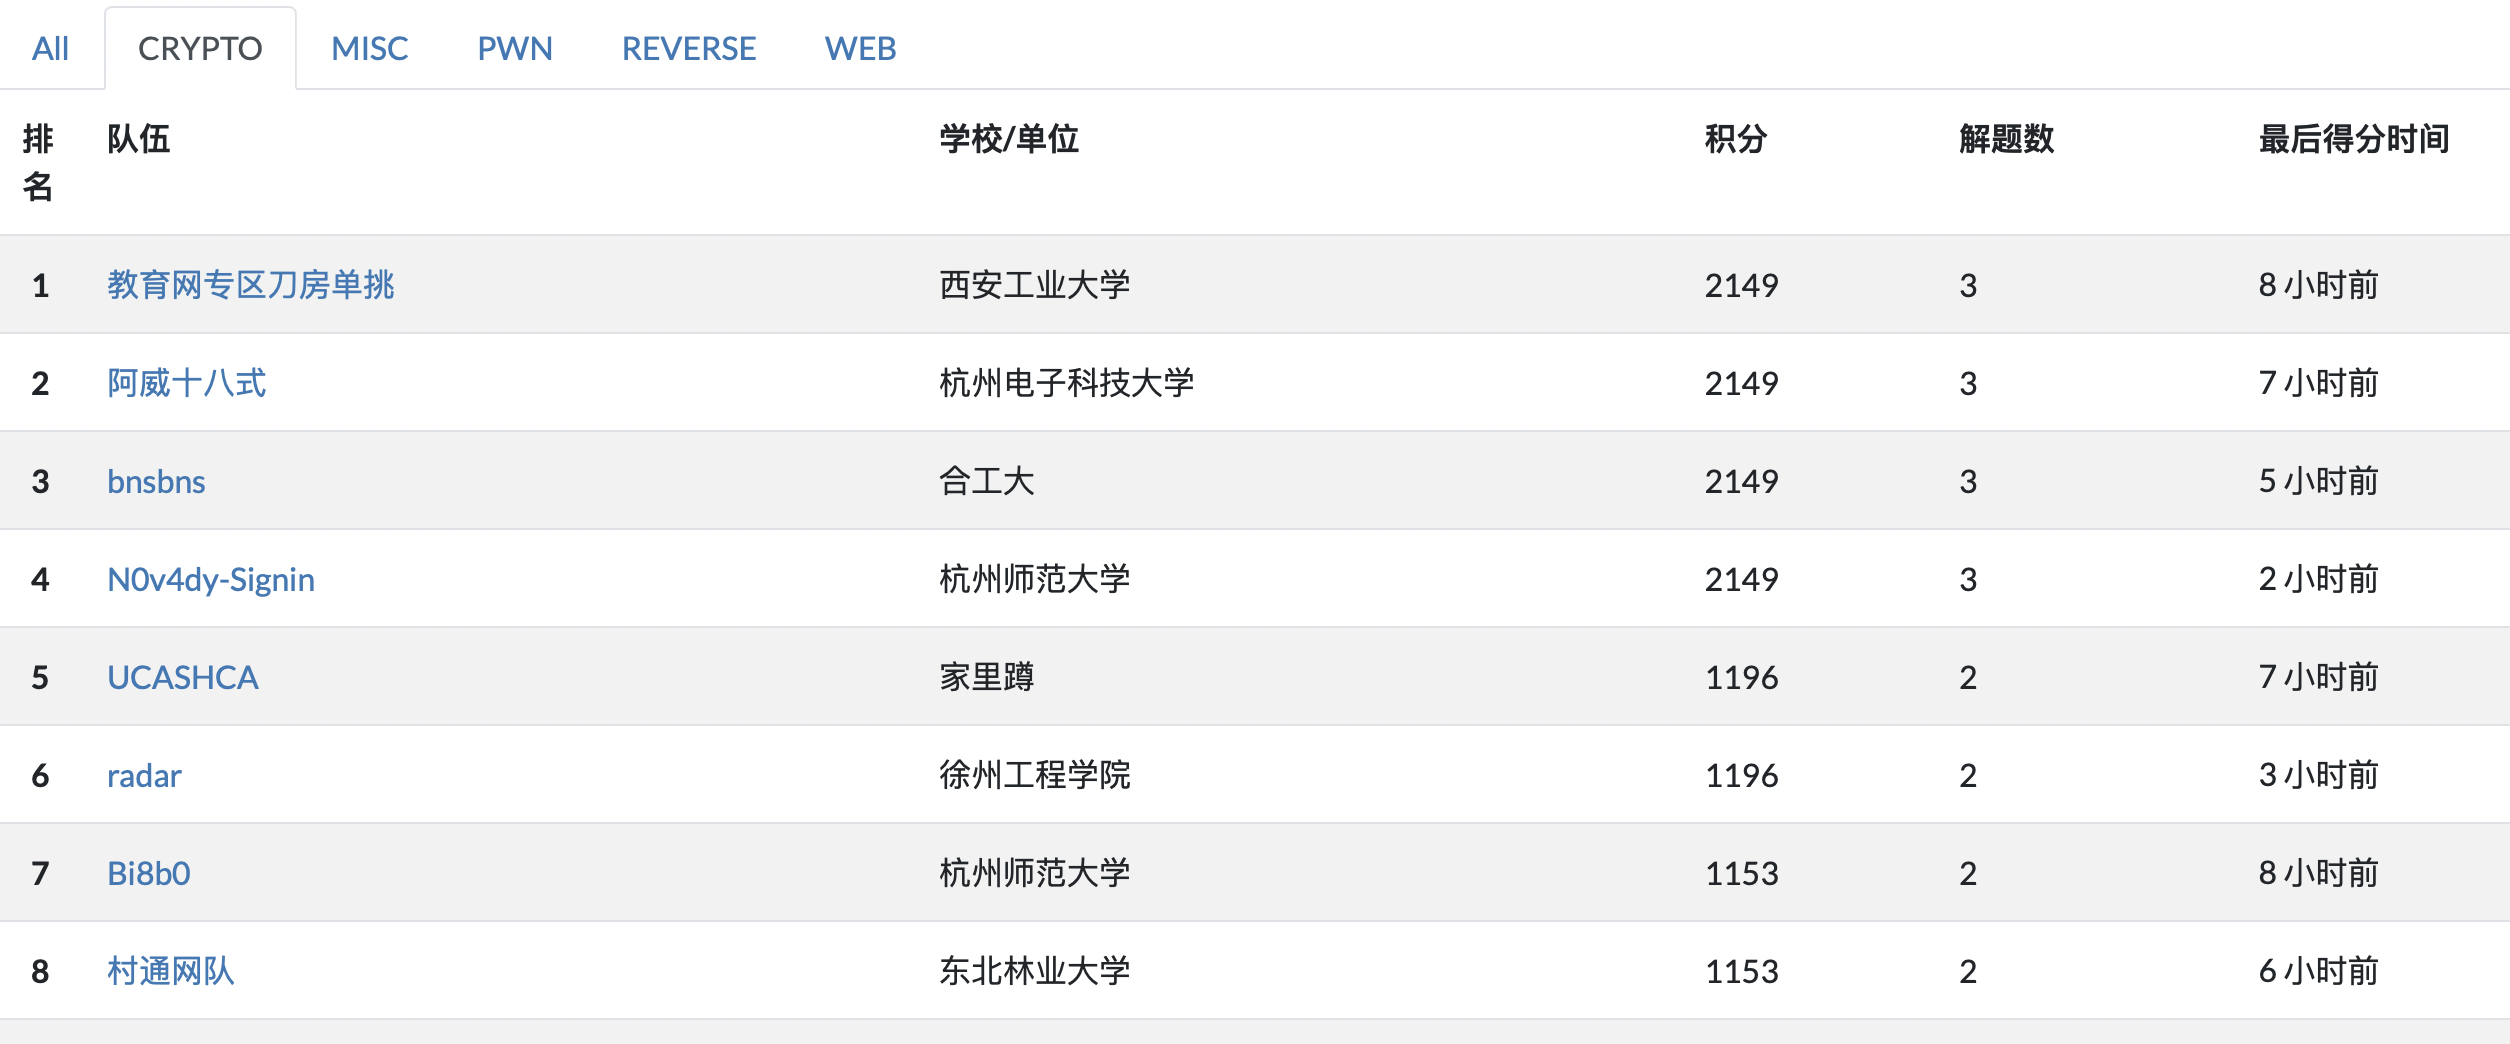 All CRYPTO MISC PWN REVERSE WEB
排名 队伍 学校/单位 积分 解题数 最后得分时间
1 教育网专区刀房单挑 西安工业大学 2149 3 8 小时前
2 阿威十八式 杭州电子科技大学 2149 3 7 小时前
3 bnsbns 合工大 2149 3 5 小时前
4 N0v4dy-Signin 杭州师范大学 2149 3 2 小时前
5 UCASHCA 家里蹲 1196 2 7 小时前
6 radar 徐州工程学院 1196 2 3 小时前
7 Bi8b0 杭州师范大学 1153 2 8 小时前
8 村通网队 东北林业大学 1153 2 6 小时前